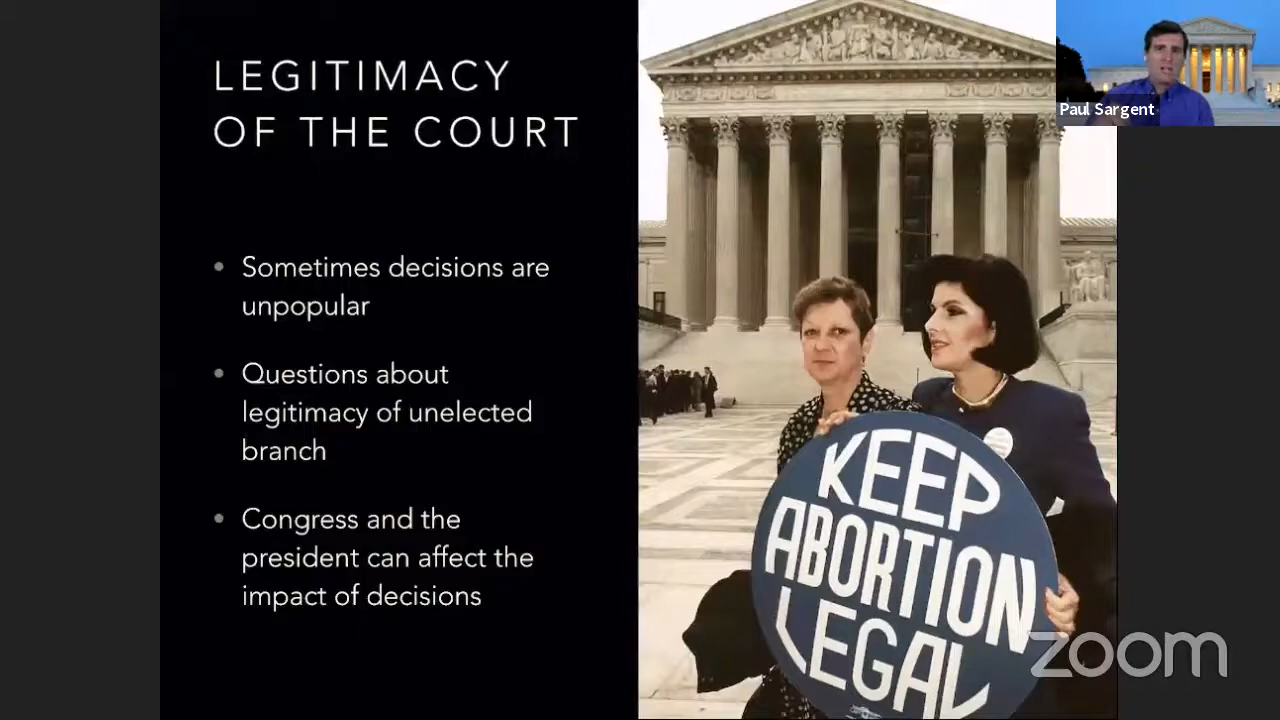 LEGITIMACY
OF THE COURT
Sometimes decisions are
unpopular
Questions about
legitimacy of unelected
branch
Congress and the
president can affect the
impact of decisions
KEEP
ABORTION
LEGAL
Paul Sargent
zoom